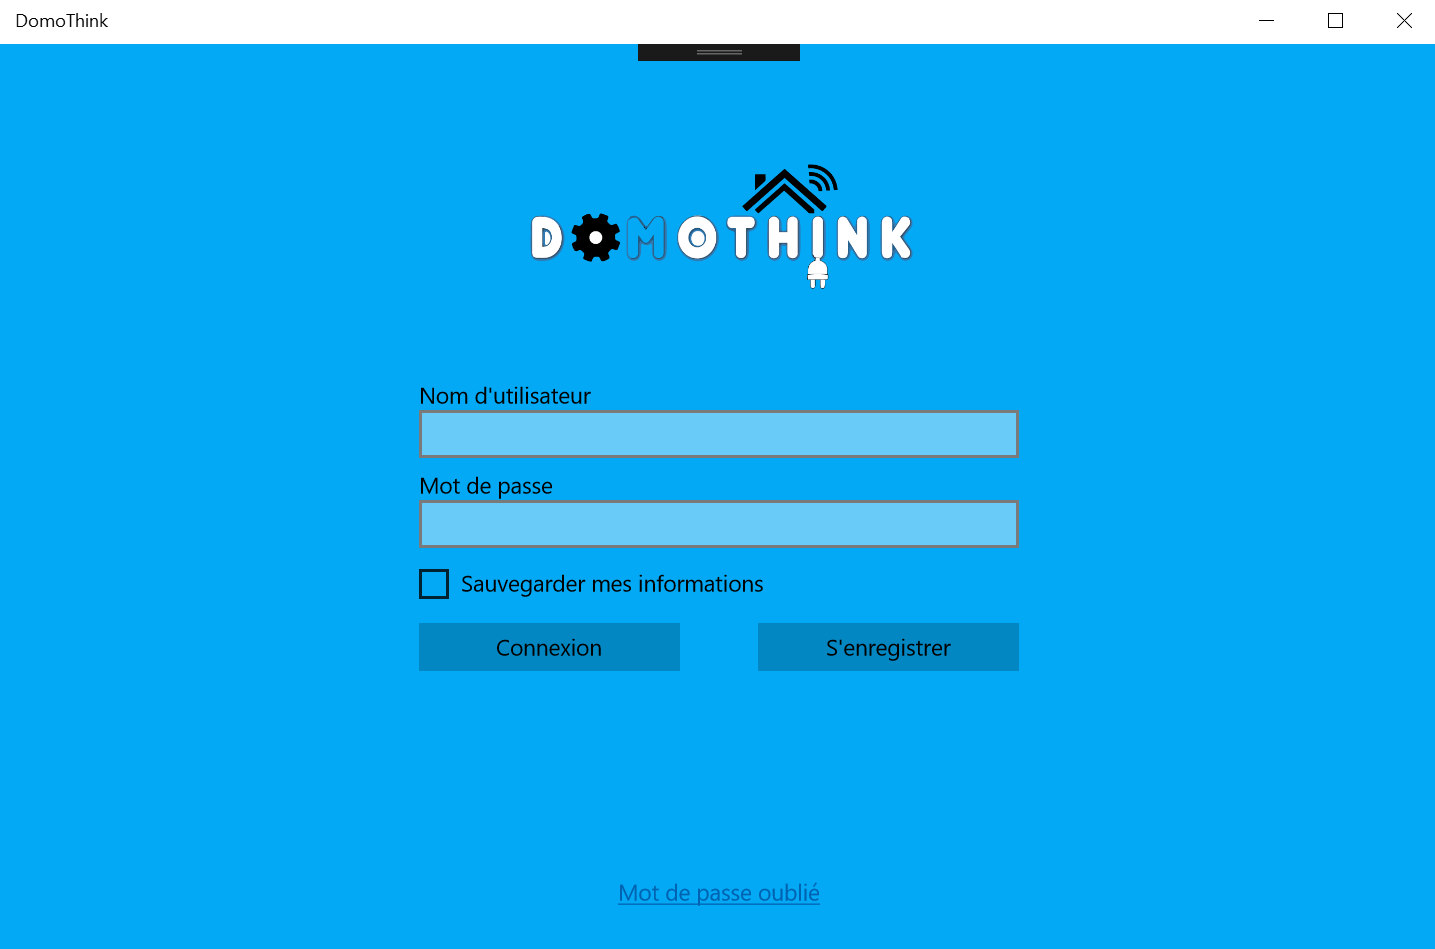 DomoThink
DOMOTHINK
Nom d'utilisateur
Mot de passe
Sauvegarder mes informations
Connexion
S'enregistrer
Mot de passe oublié